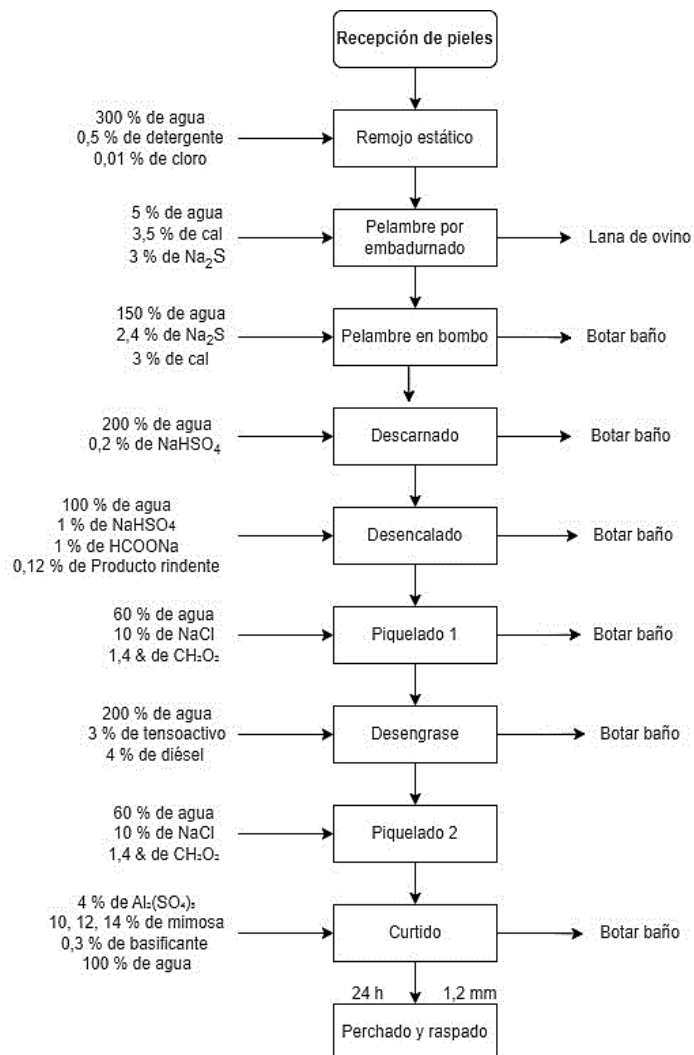 Recepción de pieles
300 % de agua
0,5 % de detergente
0,01 % de cloro
Remojo estático
5 % de agua
3,5 % de cal
3 % de Na₂S
Pelambre por
embadurnado
Lana de ovino
150 % de agua
2,4 % de Na₂S
3 % de cal
Pelambre en bombo
Botar baño
200 % de agua
0,2 % de NaHSO₄
Descarnado
Botar baño
100 % de agua
1 % de NaHSO₄
1 % de HCOONa
0,12 % de Producto rindente
Desencalado
Botar baño
60 % de agua
10 % de NaCl
1,4 & de CH₂O₂
Piquelado 1
Botar baño
200 % de agua
3 % de tensoactivo
4 % de diésel
Desengrase
Botar baño
60 % de agua
10 % de NaCl
1,4 & de CH₂O₂
Piquelado 2
4 % de Al₂(SO₄)₃
10, 12, 14 % de mimosa
0,3 % de basificante
100 % de agua
Curtido
Botar baño
24 h 1,2 mm
Perchado y raspado